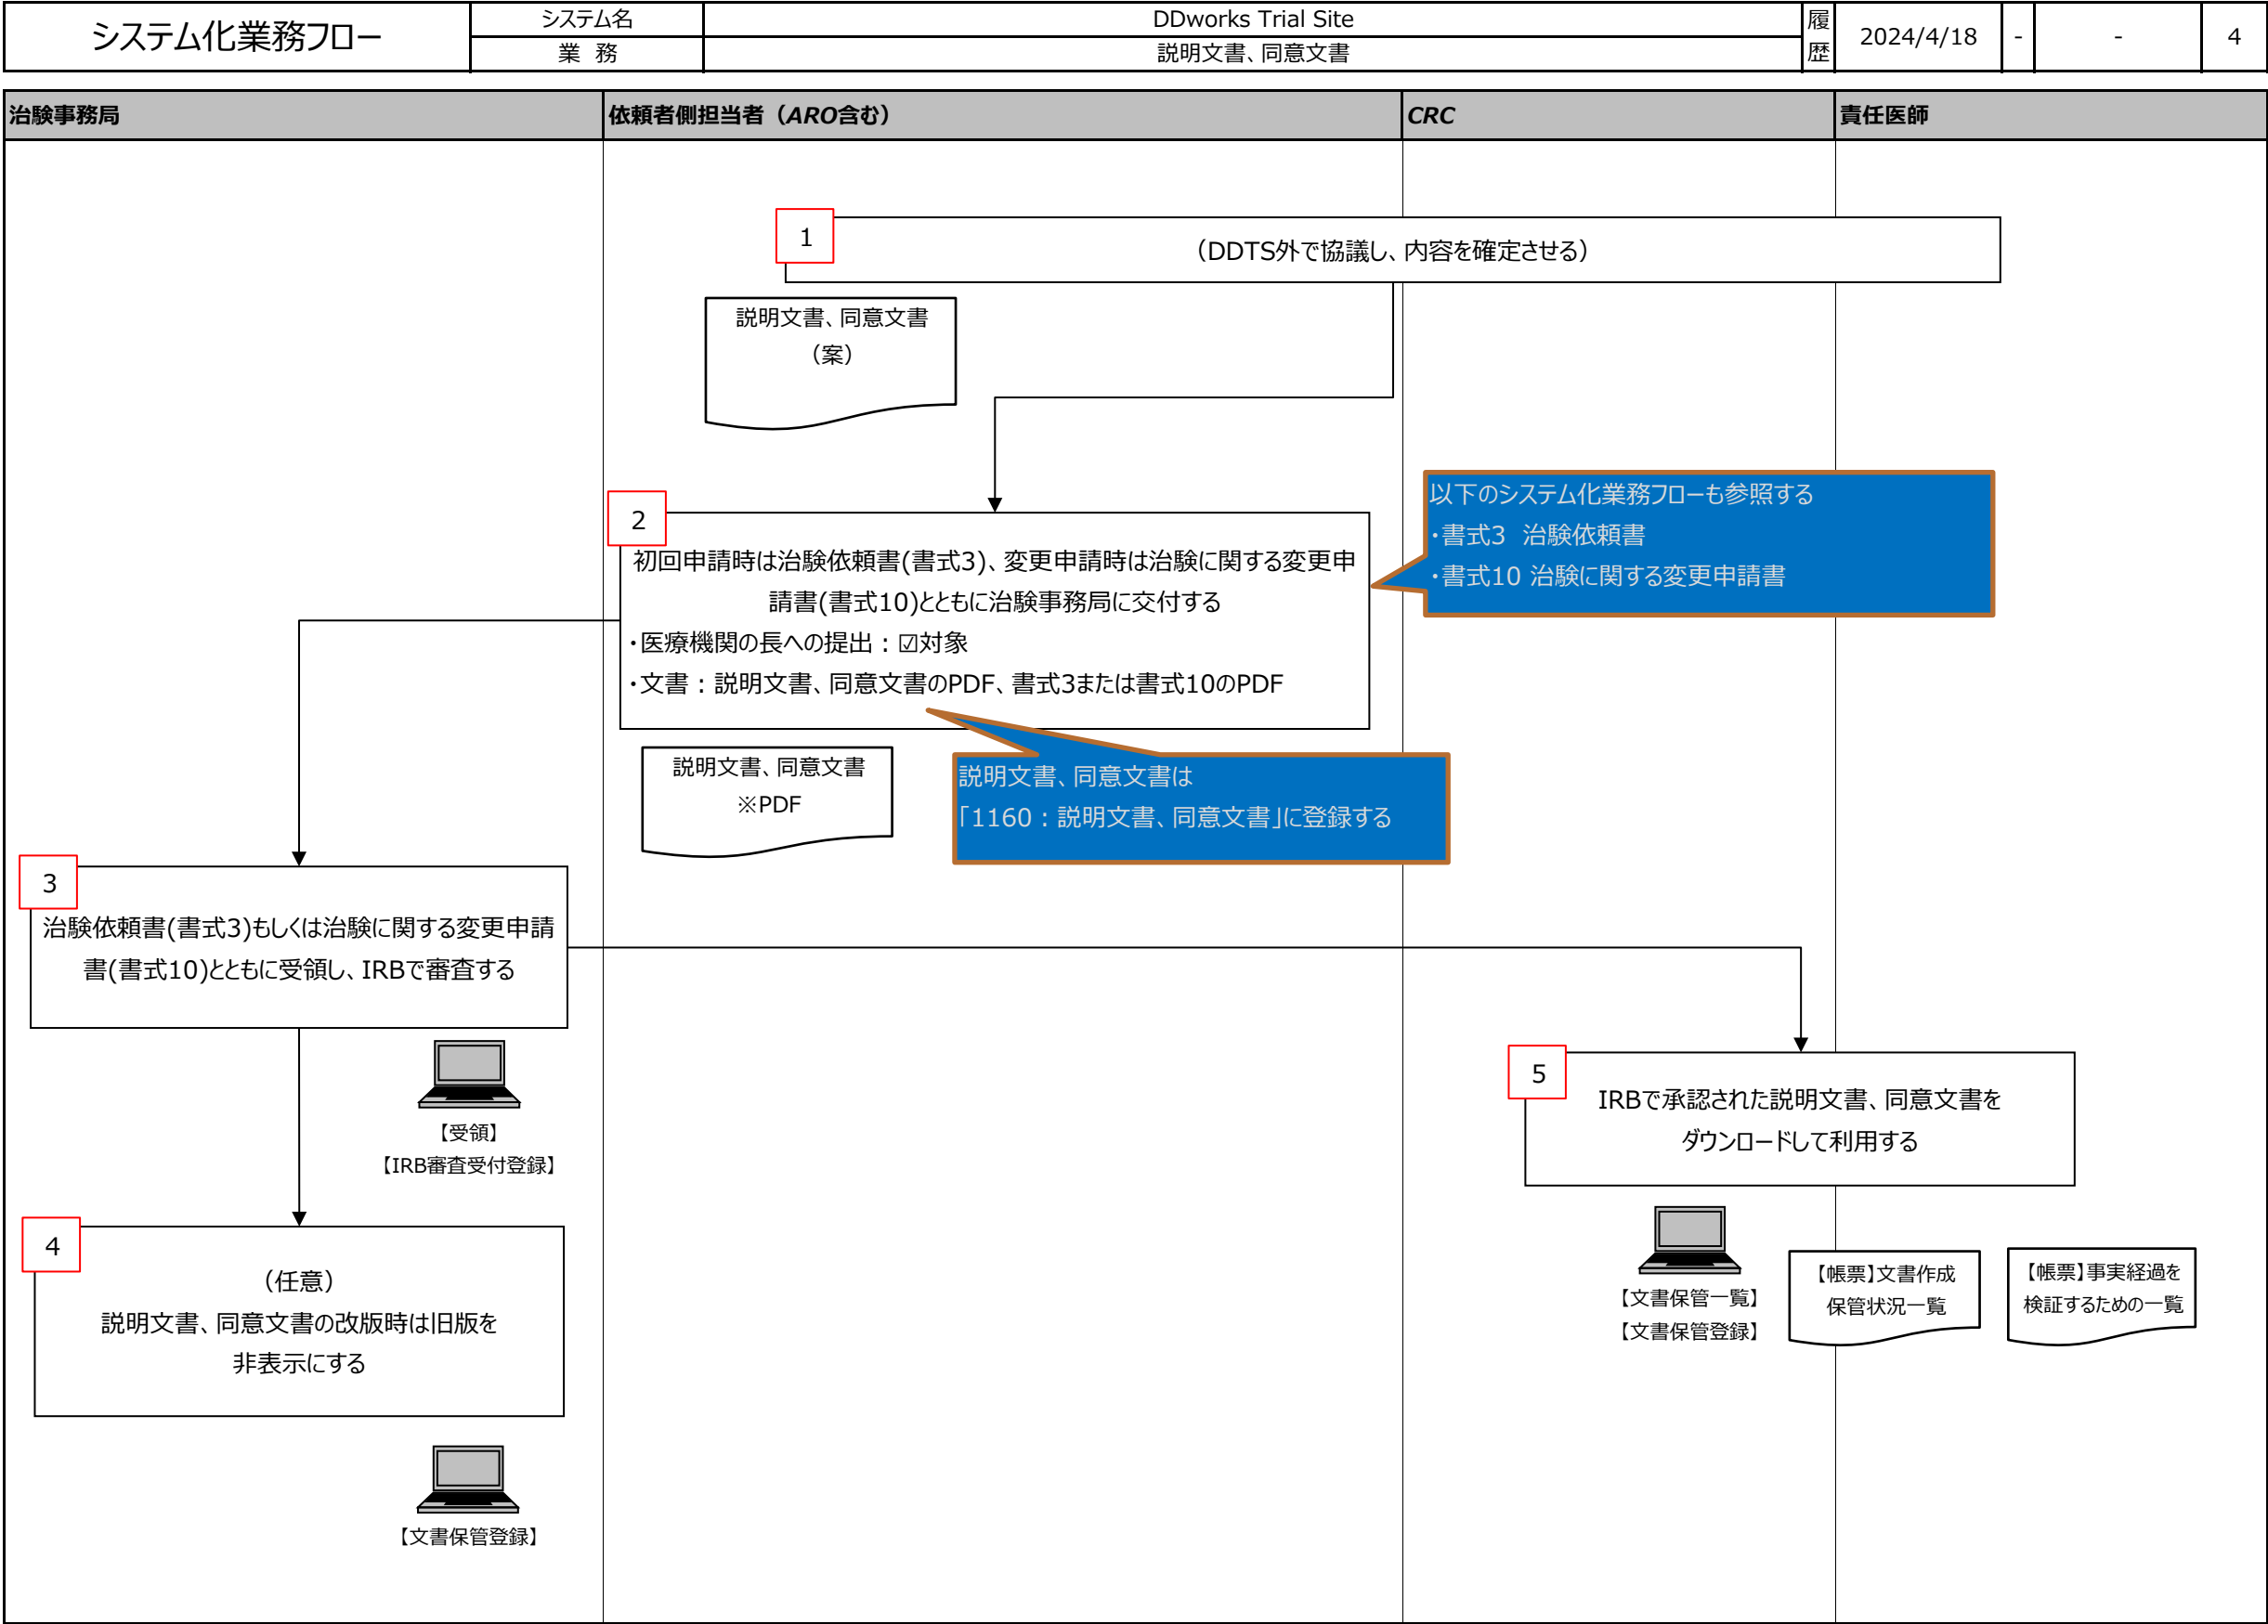 システム化業務フロー
システム名
DDworks Trial Site
業 務
説明文書、同意文書
履
歴
2024/4/18
-
-
4
治験事務局
依頼者側担当者（ARO含む）
CRC
責任医師
1
（DDTS外で協議し、内容を確定させる）
説明文書、同意文書
（案）
2
初回申請時は治験依頼書(書式3)、変更申請時は治験に関する変更申
請書(書式10)とともに治験事務局に交付する
・医療機関の長への提出：☑対象
・文書：説明文書、同意文書のPDF、書式3または書式10のPDF
以下のシステム化業務フローも参照する
・書式3 治験依頼書
・書式10 治験に関する変更申請書
説明文書、同意文書
※PDF
説明文書、同意文書は
「1160：説明文書、同意文書」に登録する
3
治験依頼書(書式3)もしくは治験に関する変更申請
書(書式10)とともに受領し、IRBで審査する
【受領】
【IRB審査受付登録】
4
（任意）
説明文書、同意文書の改版時は旧版を
非表示にする
【文書保管登録】
5
IRBで承認された説明文書、同意文書を
ダウンロードして利用する
【文書保管一覧】
【文書保管登録】
【帳票】文書作成
保管状況一覧
【帳票】事実経過を
検証するための一覧